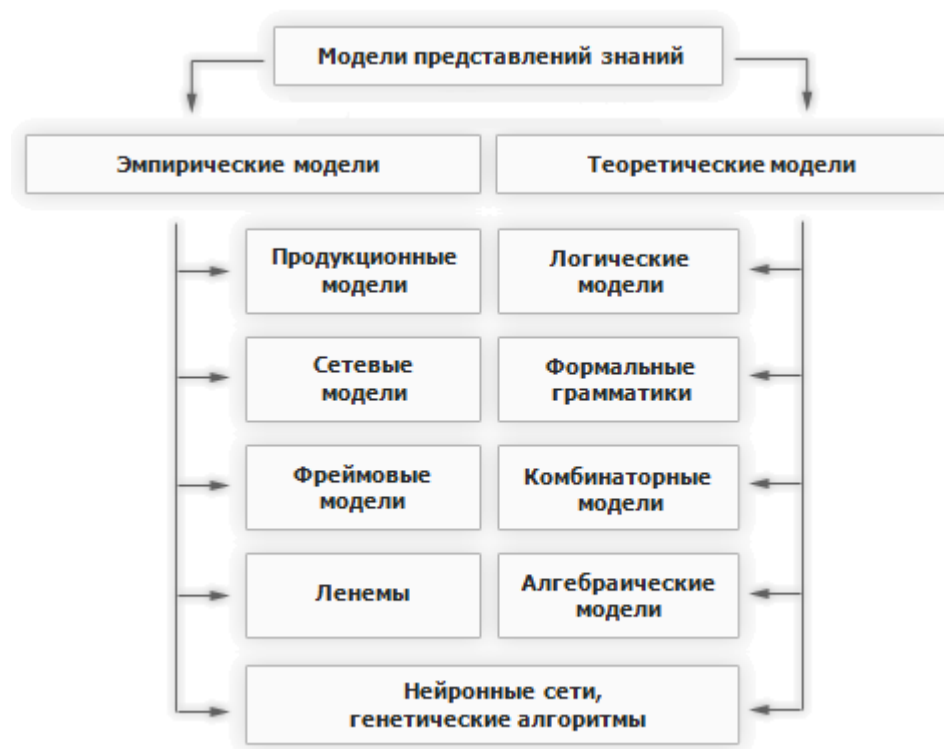 Модели представлений знаний
Эмпирические модели
Теоретические модели
Продукционные
модели
Логические
модели
Сетевые
модели
Формальные
грамматики
Фреймовые
модели
Комбинаторные
модели
Ленемы
Алгебраические
модели
Нейронные сети,
генетические алгоритмы